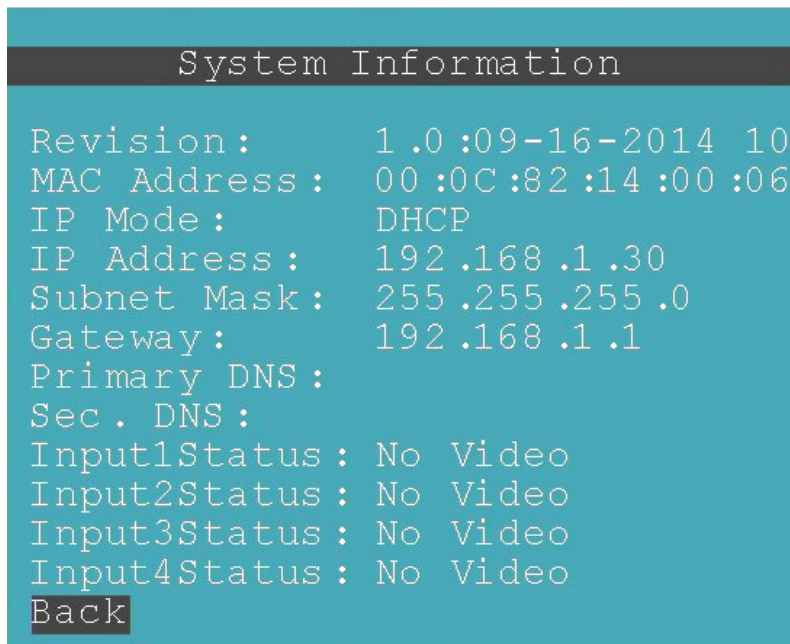 System Information
Revision: 1.0:09-16-2014 10
MAC Address: 00:0C:82:14:00:06
IP Mode: DHCP
IP Address: 192.168.1.30
Subnet Mask: 255.255.255.0
Gateway: 192.168.1.1
Primary DNS:
Sec. DNS:
Input1Status: No Video
Input2Status: No Video
Input3Status: No Video
Input4Status: No Video
Back